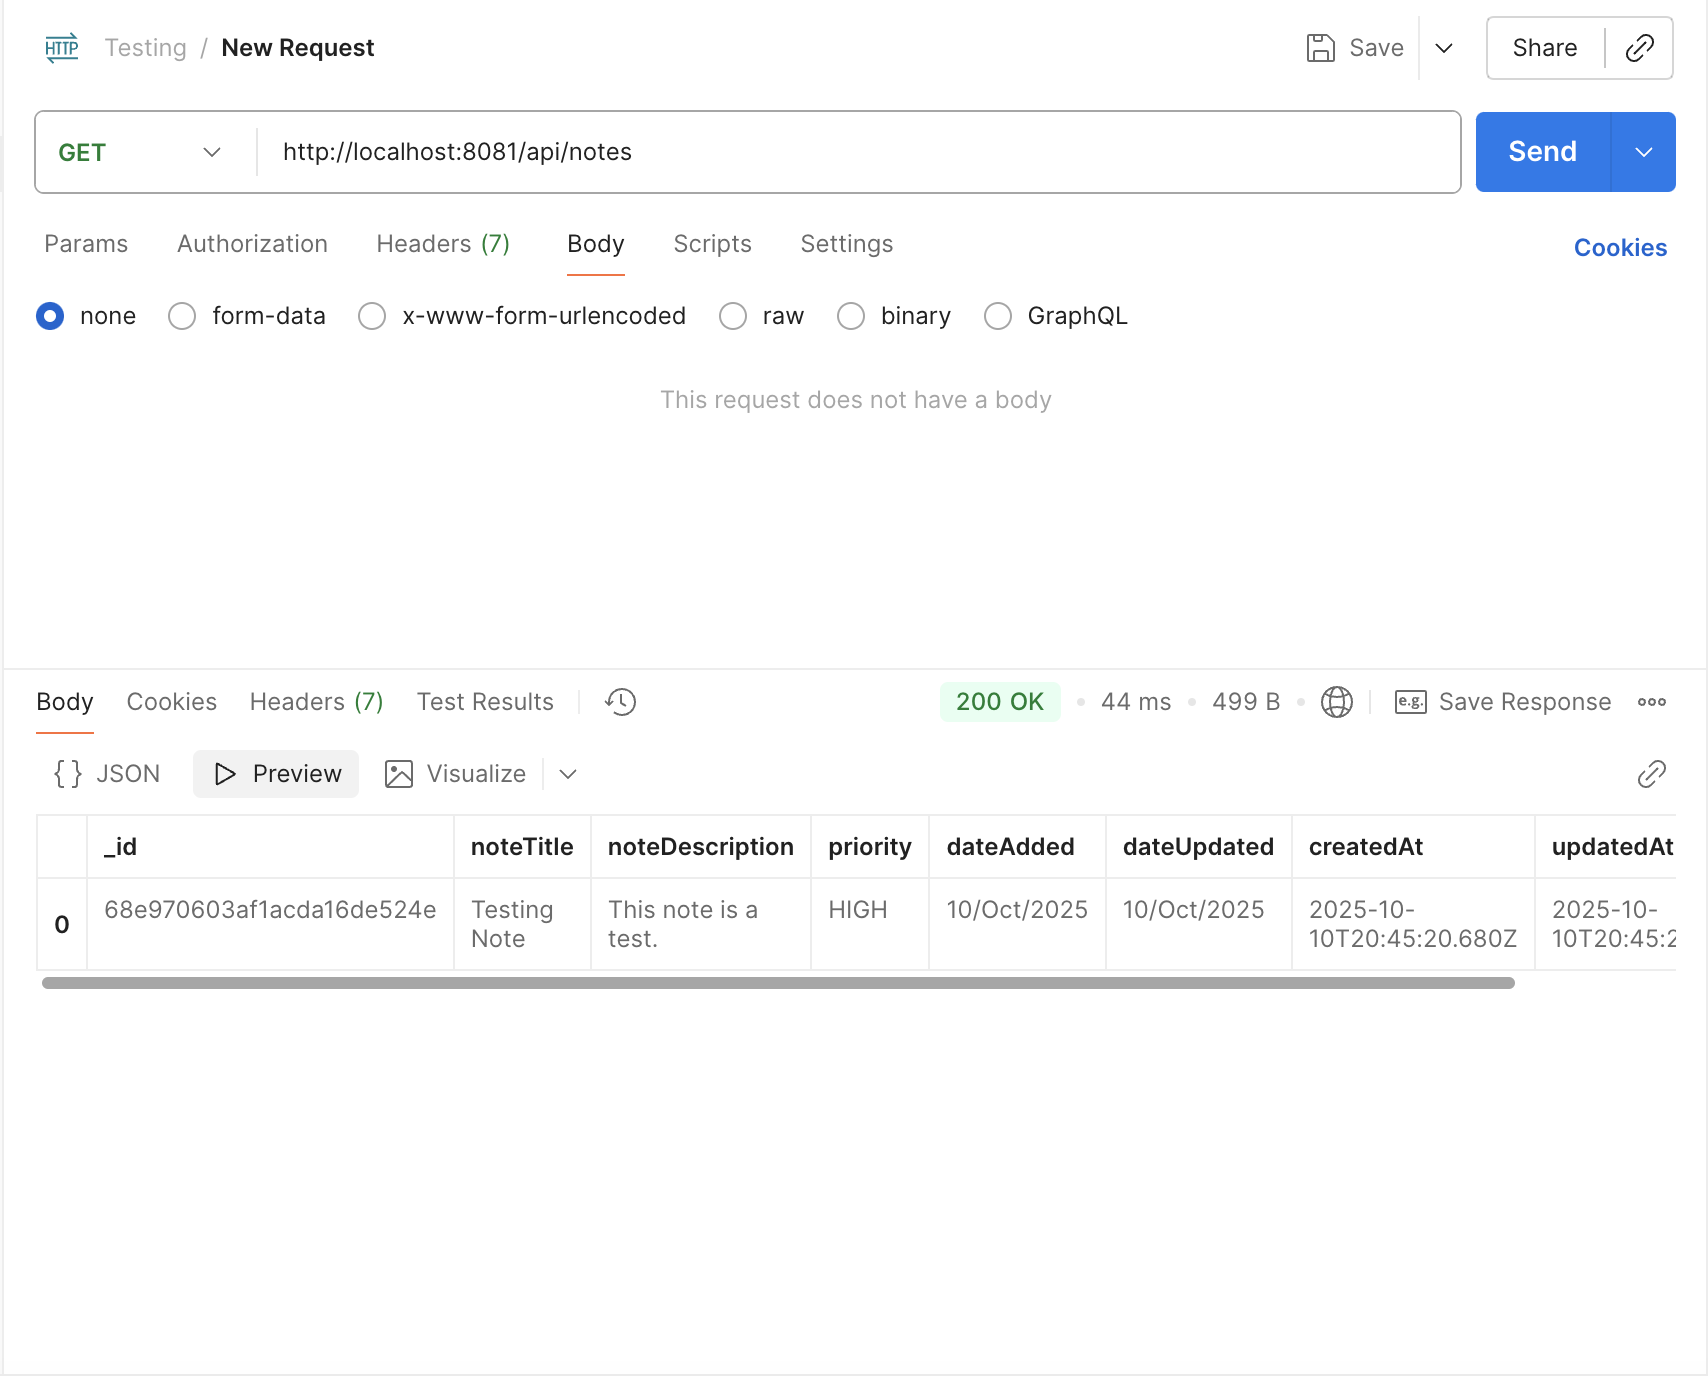 HTTP Testing / New Request Save Share
GET http://localhost:8081/api/notes Send
Params Authorization Headers (7) Body Scripts Settings Cookies
none form-data x-www-form-urlencoded raw binary GraphQL
This request does not have a body
Body Cookies Headers (7) Test Results 200 OK 44 ms 499 B e.g. Save Response
{} JSON Preview Visualize
_id noteTitle noteDescription priority dateAdded dateUpdated createdAt updatedAt
0 68e970603af1acda16de524e Testing Note This note is a test. HIGH 10/Oct/2025 10/Oct/2025 2025-10-10T20:45:20.680Z 2025-10-10T20:45:2